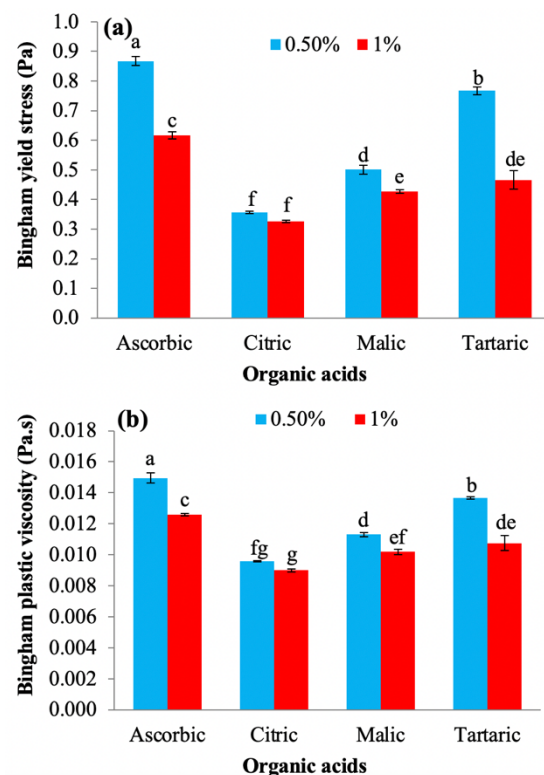 (a)
0.50% 1%
Bingham yield stress (Pa)
1.0
0.9
0.8
0.7
0.6
0.5
0.4
0.3
0.2
0.1
0.0
a c f f d e b de
Ascorbic Citric Malic Tartaric
Organic acids
(b)
0.50% 1%
Bingham plastic viscosity (Pa.s)
0.018
0.016
0.014
0.012
0.010
0.008
0.006
0.004
0.002
0.000
a c fg g d ef b de
Ascorbic Citric Malic Tartaric
Organic acids